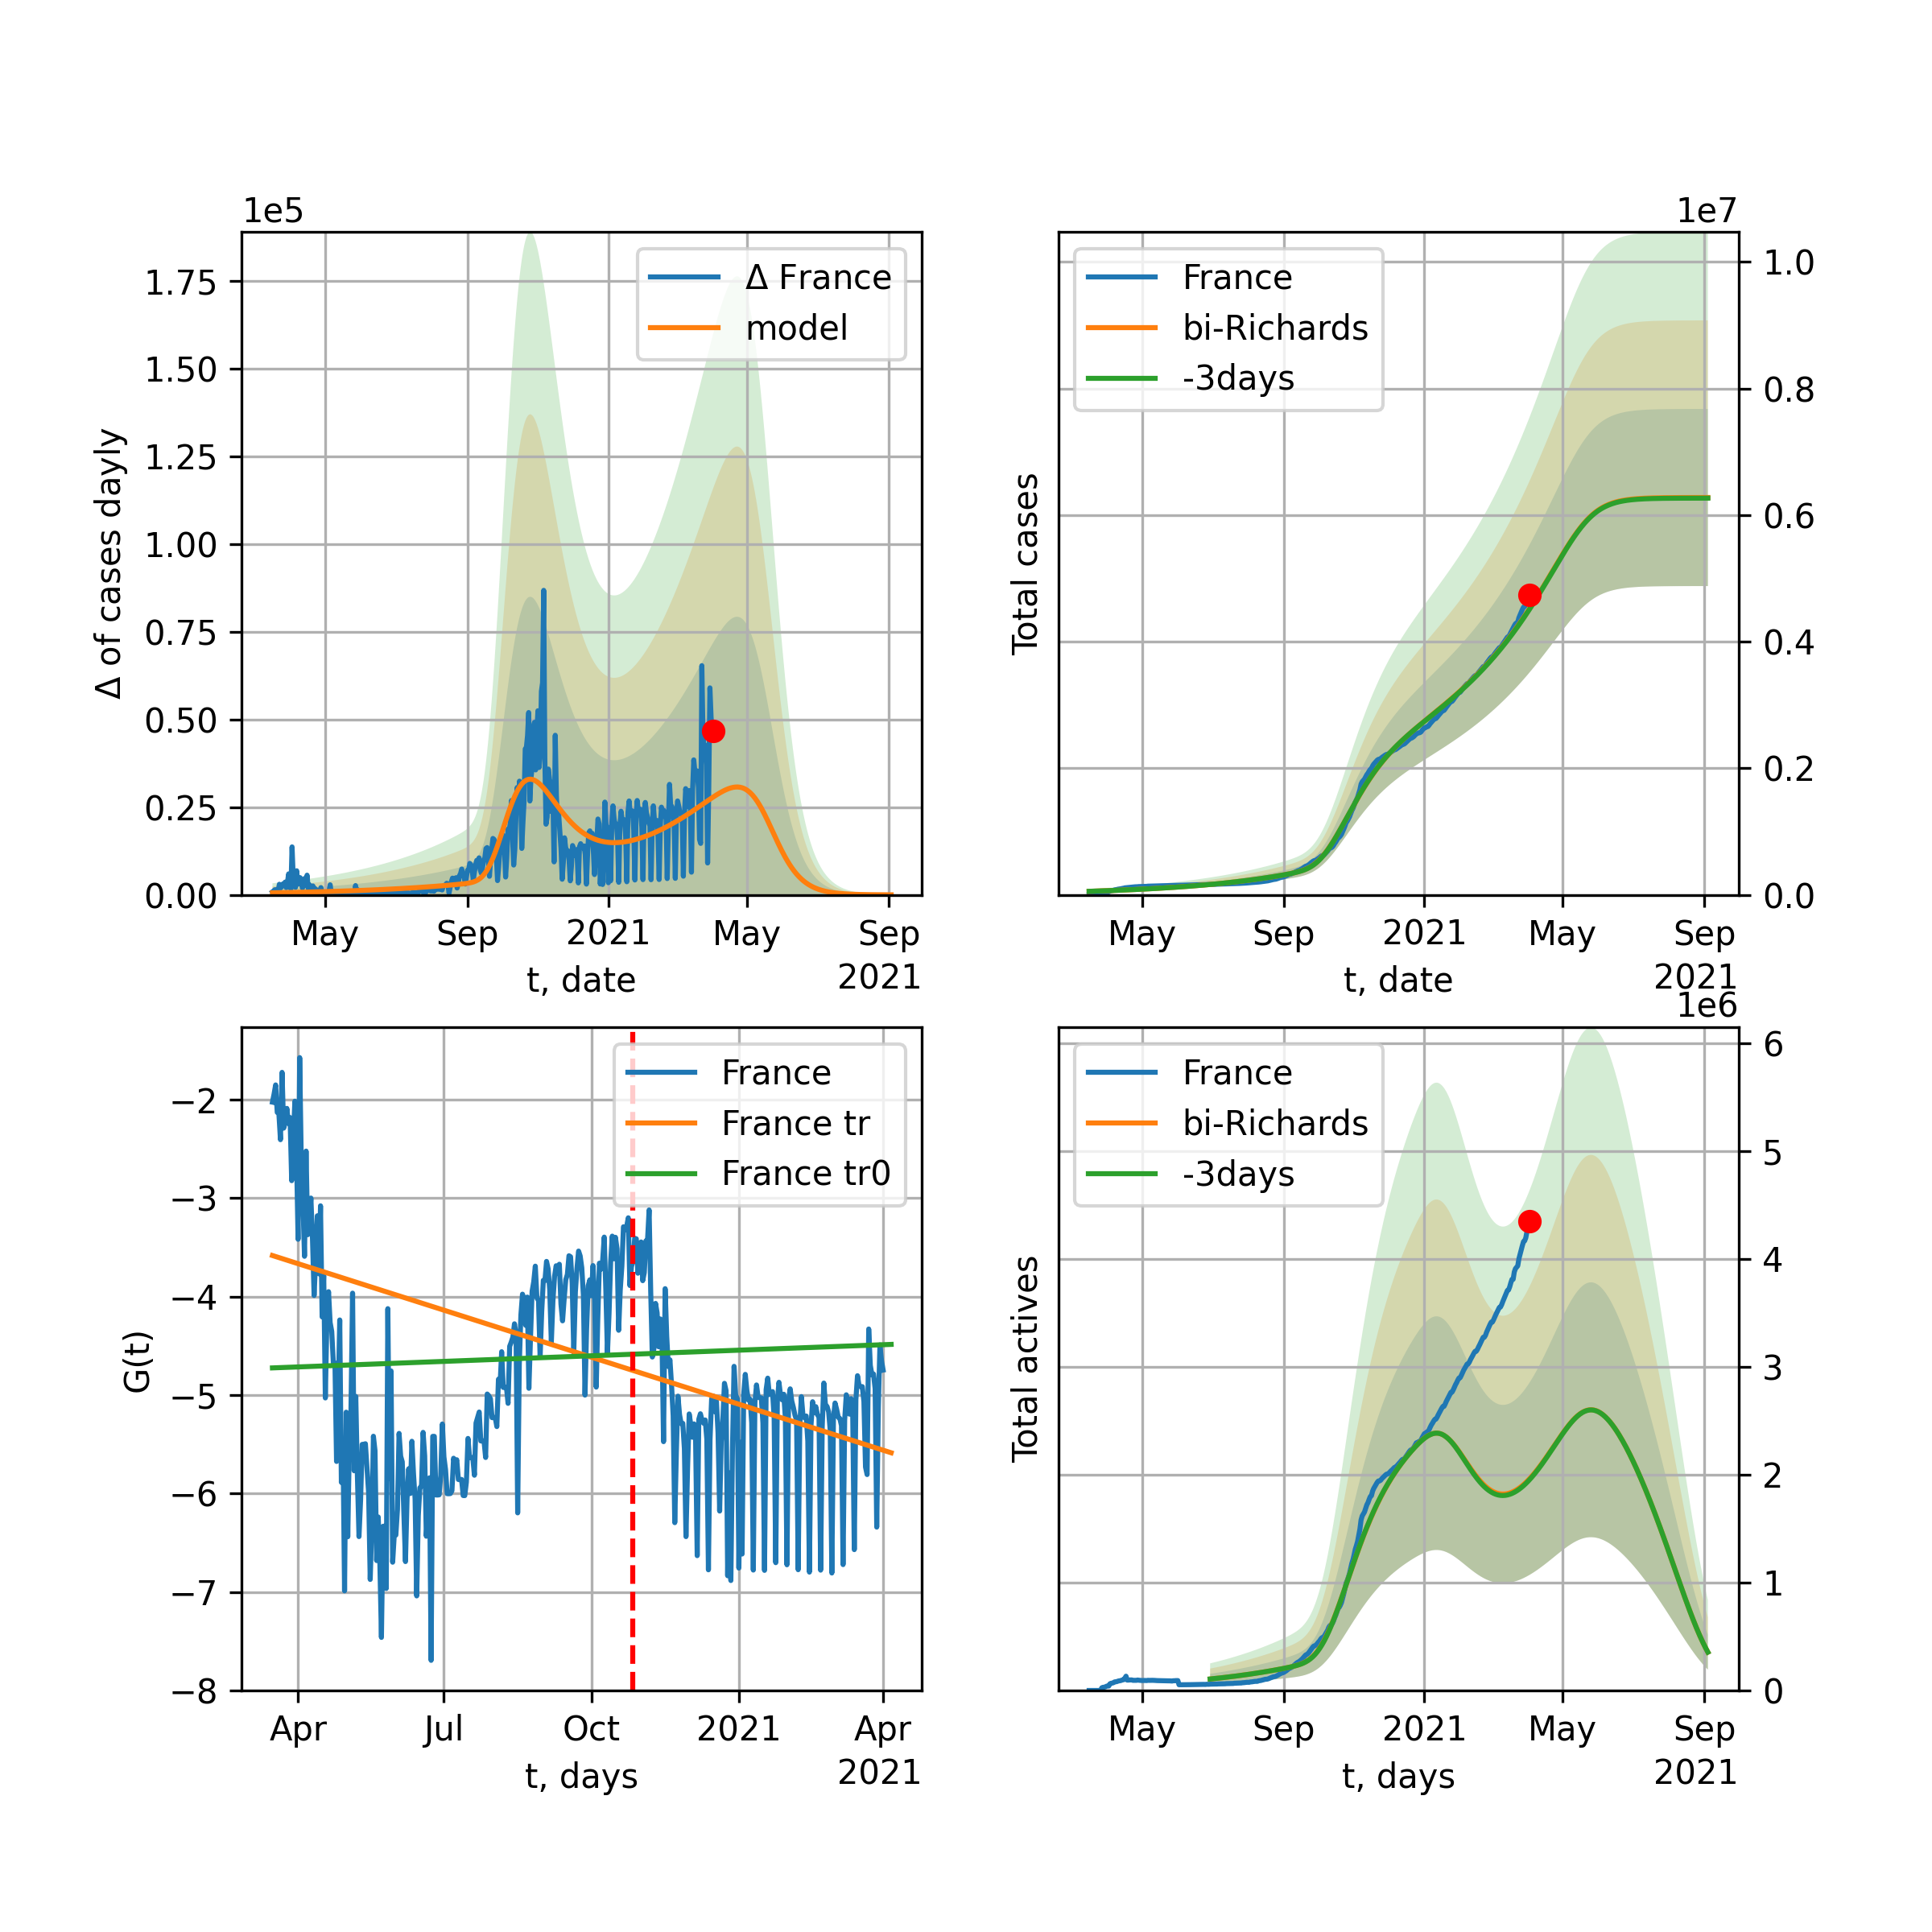 1e5
Δ of cases dayly
1.75
1.50
1.25
1.00
0.75
0.50
0.25
0.00
Δ France
model
May
Sep
2021
May
Sep
t, date
2021
1e7
Total cases
France
bi-Richards
-3days
1.0
0.8
0.6
0.4
0.2
0.0
May
Sep
2021
May
Sep
t, date
2021
G(t)
−2
−3
−4
−5
−6
−7
−8
France
France tr
France tr0
Apr
Jul
Oct
2021
Apr
t, days
2021
1e6
Total actives
France
bi-Richards
-3days
6
5
4
3
2
1
0
May
Sep
2021
May
Sep
t, days
2021